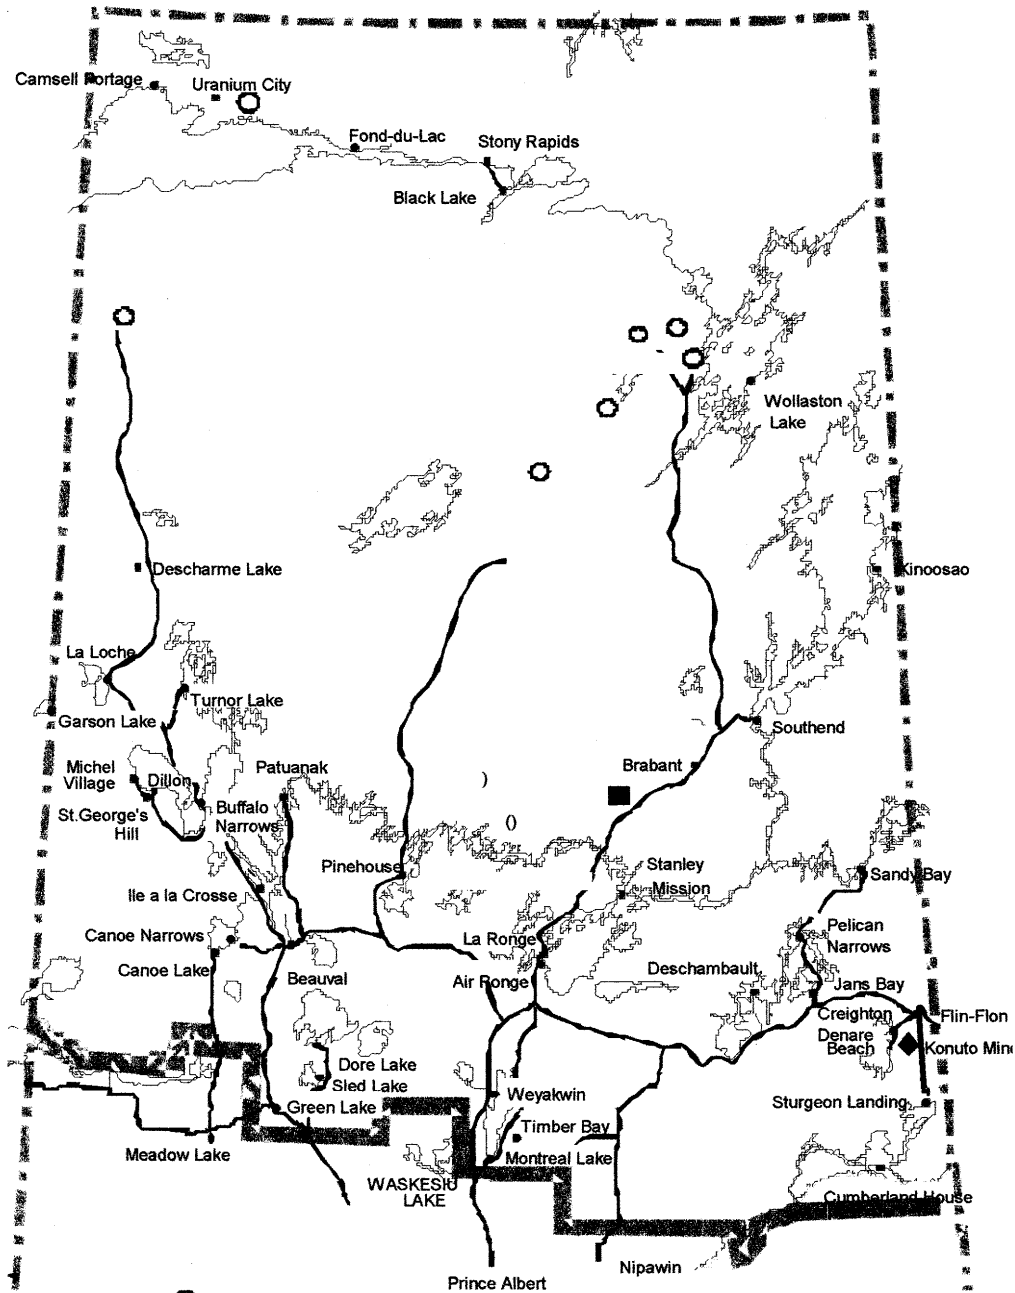 Camsell Portage
Uranium City
Fond-du-Lac
Stony Rapids
Black Lake
Wollaston
Lake
Descharme Lake
Kinoosao
La Loche
Turnor Lake
Garson Lake
Southend
Michel
Village
Dillon
Patuanak
Brabant
St.George's
Hill
Buffalo
Narrows
Pinehouse
Stanley
Mission
Sandy Bay
Ile a la Crosse
Canoe Narrows
La Ronge
Pelican
Narrows
Canoe Lake
Beauval
Air Ronge
Deschambault
Jans Bay
Creighton
Flin-Flon
Denare
Beach
Konuto Mine
Dore Lake
Sled Lake
Green Lake
Weyakwin
Sturgeon Landing
Timber Bay
Meadow Lake
Montreal Lake
WASKESIU
LAKE
Cumberland House
Nipawin
Prince Albert